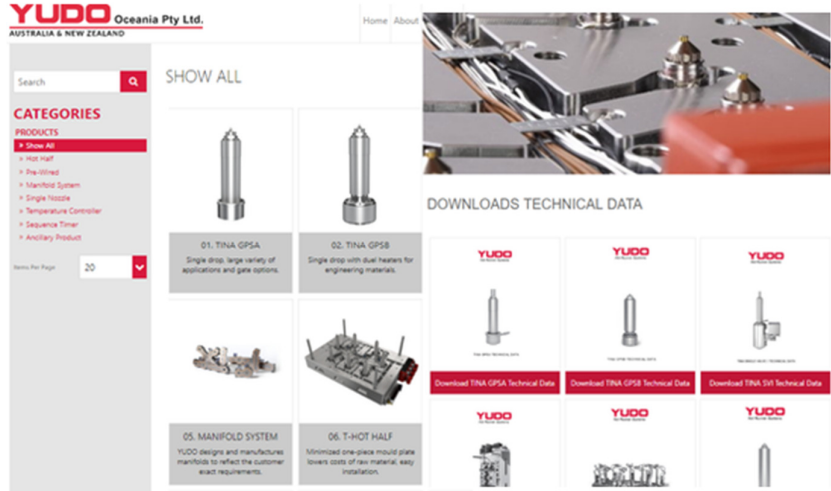 YUDO Oceania Pty Ltd.
AUSTRALIA & NEW ZEALAND
Home About
Search
CATEGORIES
PRODUCTS
» Show All
» Hot Half
» Pre-Wired
» Manifold System
» Single Nozzle
» Temperature Controller
» Sequence Timer
» Ancillary Product
Items Per Page 20
SHOW ALL
01. TINA GPSA
Single drop, large variety of
applications and gate options.
02. TINA GPSB
Single drop with duel heaters for
engineering materials.
05. MANIFOLD SYSTEM
YUDO designs and manufactures
manifolds to reflect the customer
exact requirements.
06. T-HOT HALF
Minimized one-piece mould plate
lowers costs of raw material, easy
installation.
DOWNLOADS TECHNICAL DATA
YUDO
Download TINA GPSA Technical Data
YUDO
Download TINA GPSB Technical Data
YUDO
Download TINA SVI Technical Data
YUDO
YUDO
YUDO